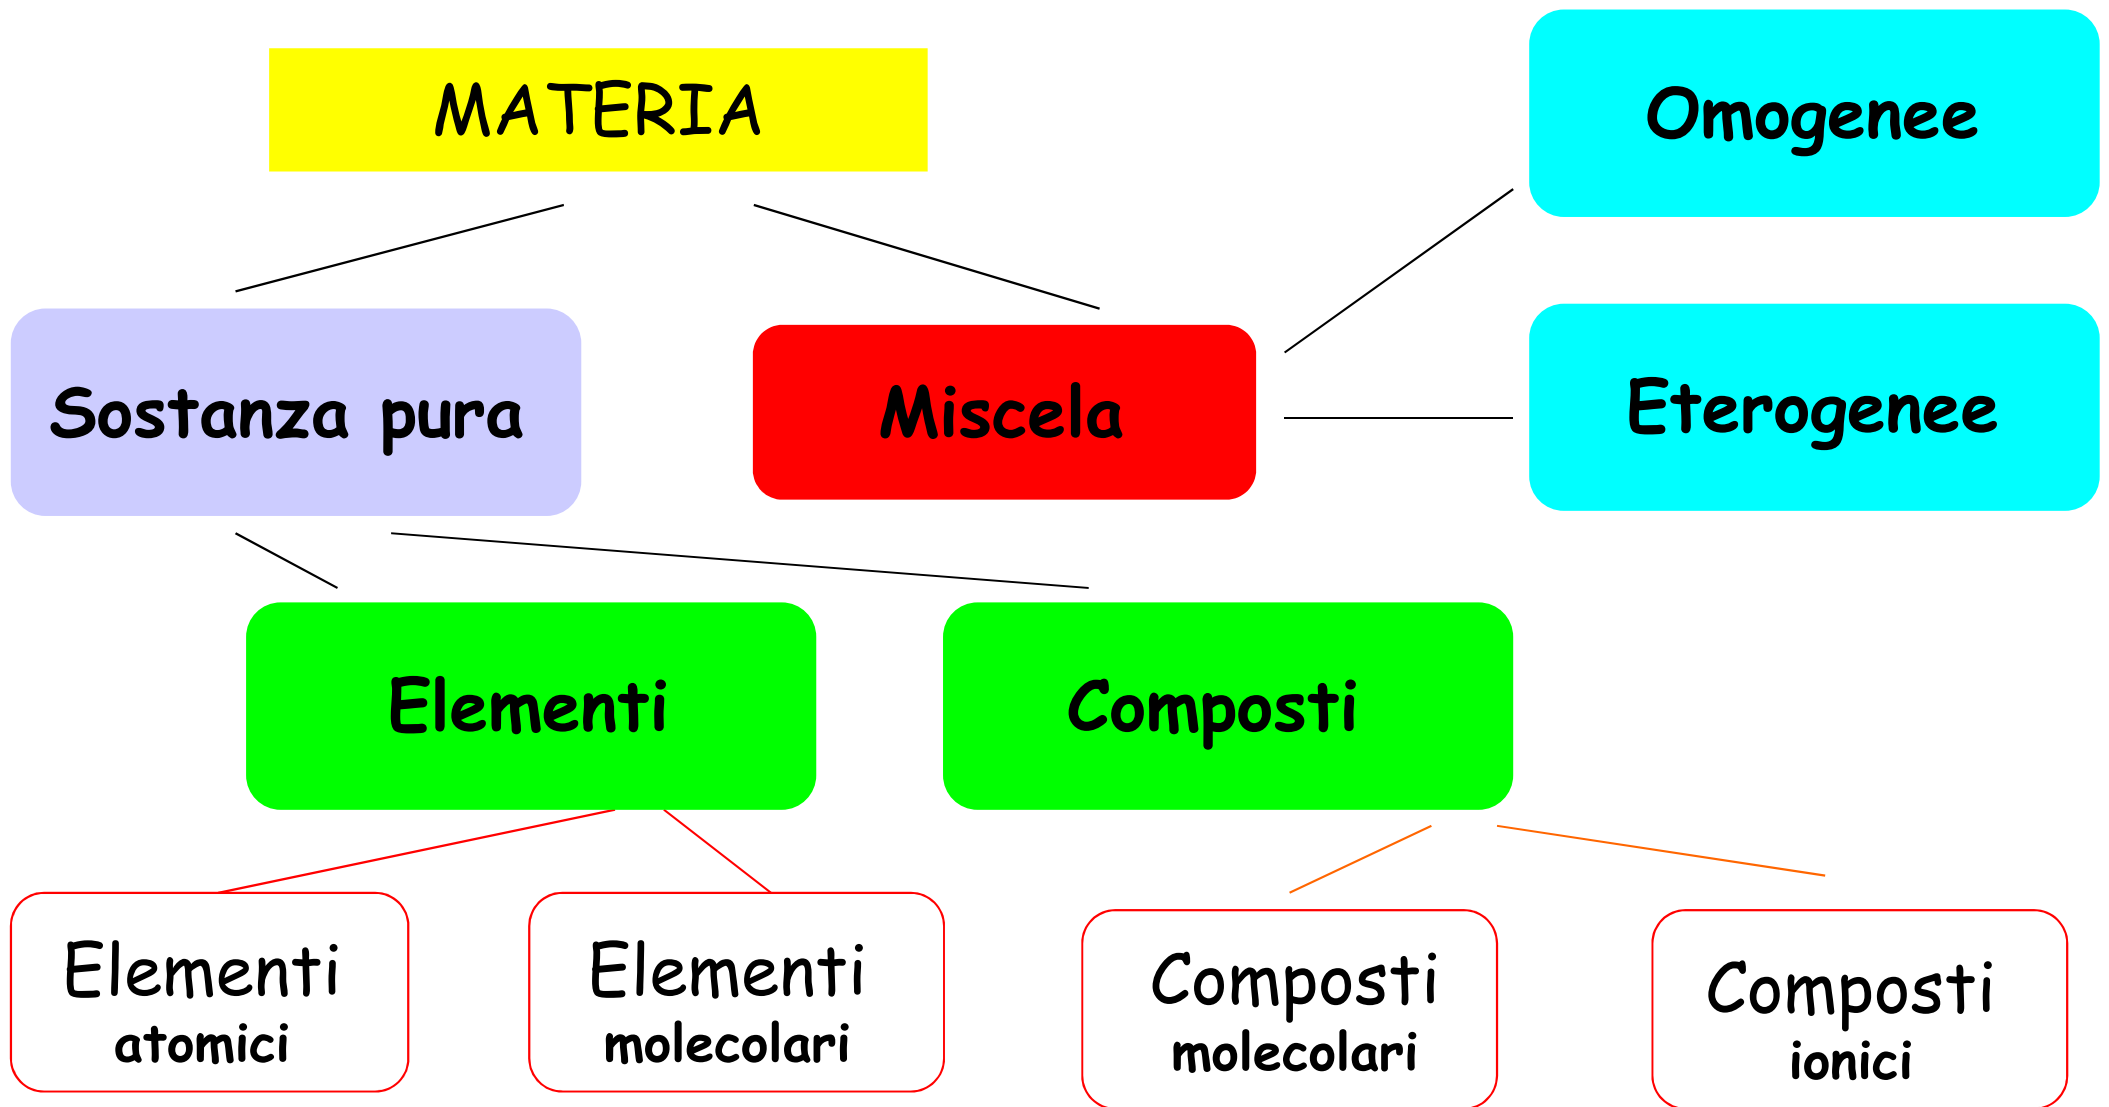 MATERIA
Omogenee
Sostanza pura
Miscela
Eterogenee
Elementi
Composti
Elementi
atomici
Elementi
molecolari
Composti
molecolari
Composti
ionici